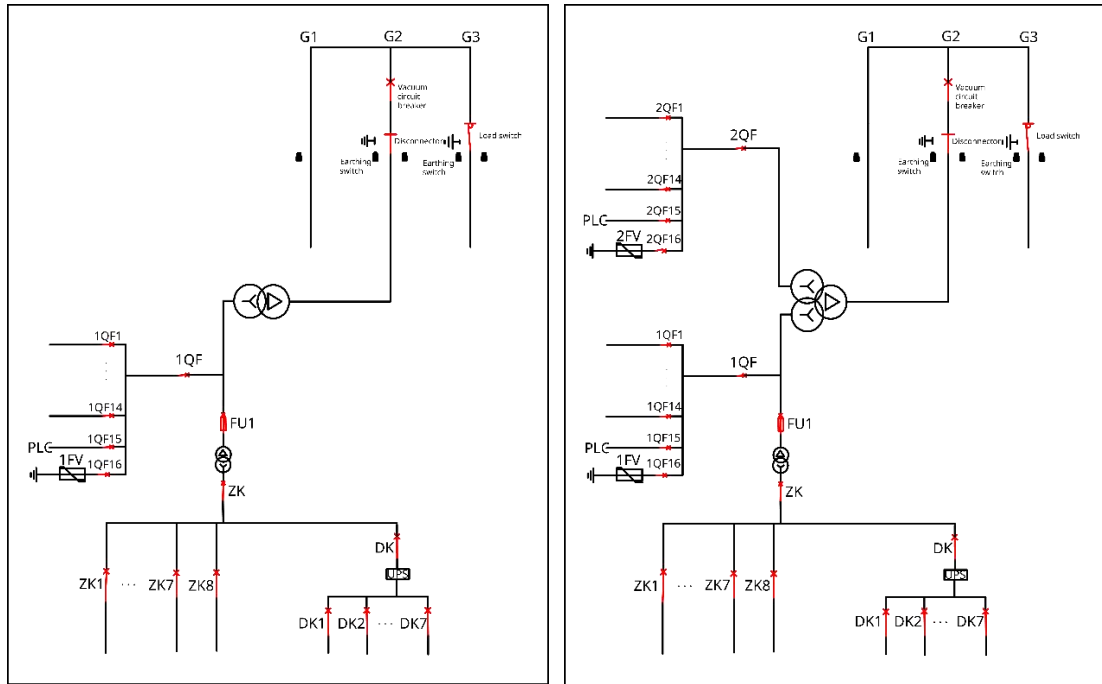 G1
G2
G3
Vacuum
circuit
breaker
Disconnector
Load switch
Earthing
switch
Earthing
switch
1QF1
1QF
1QF14
FU1
PLC
1QF15
1FV
1QF16
ZK
DK
UPS
ZK1
...
ZK7
ZK8
DK1
DK2
...
DK7
G1
G2
G3
Vacuum
circuit
breaker
2QF1
2QF
Disconnector
Load switch
Earthing
switch
Earthing
switch
2QF14
PLC
2QF15
2FV
2QF16
1QF1
1QF
1QF14
FU1
PLC
1QF15
1FV
1QF16
ZK
DK
UPS
ZK1
...
ZK7
ZK8
DK1
DK2
...
DK7